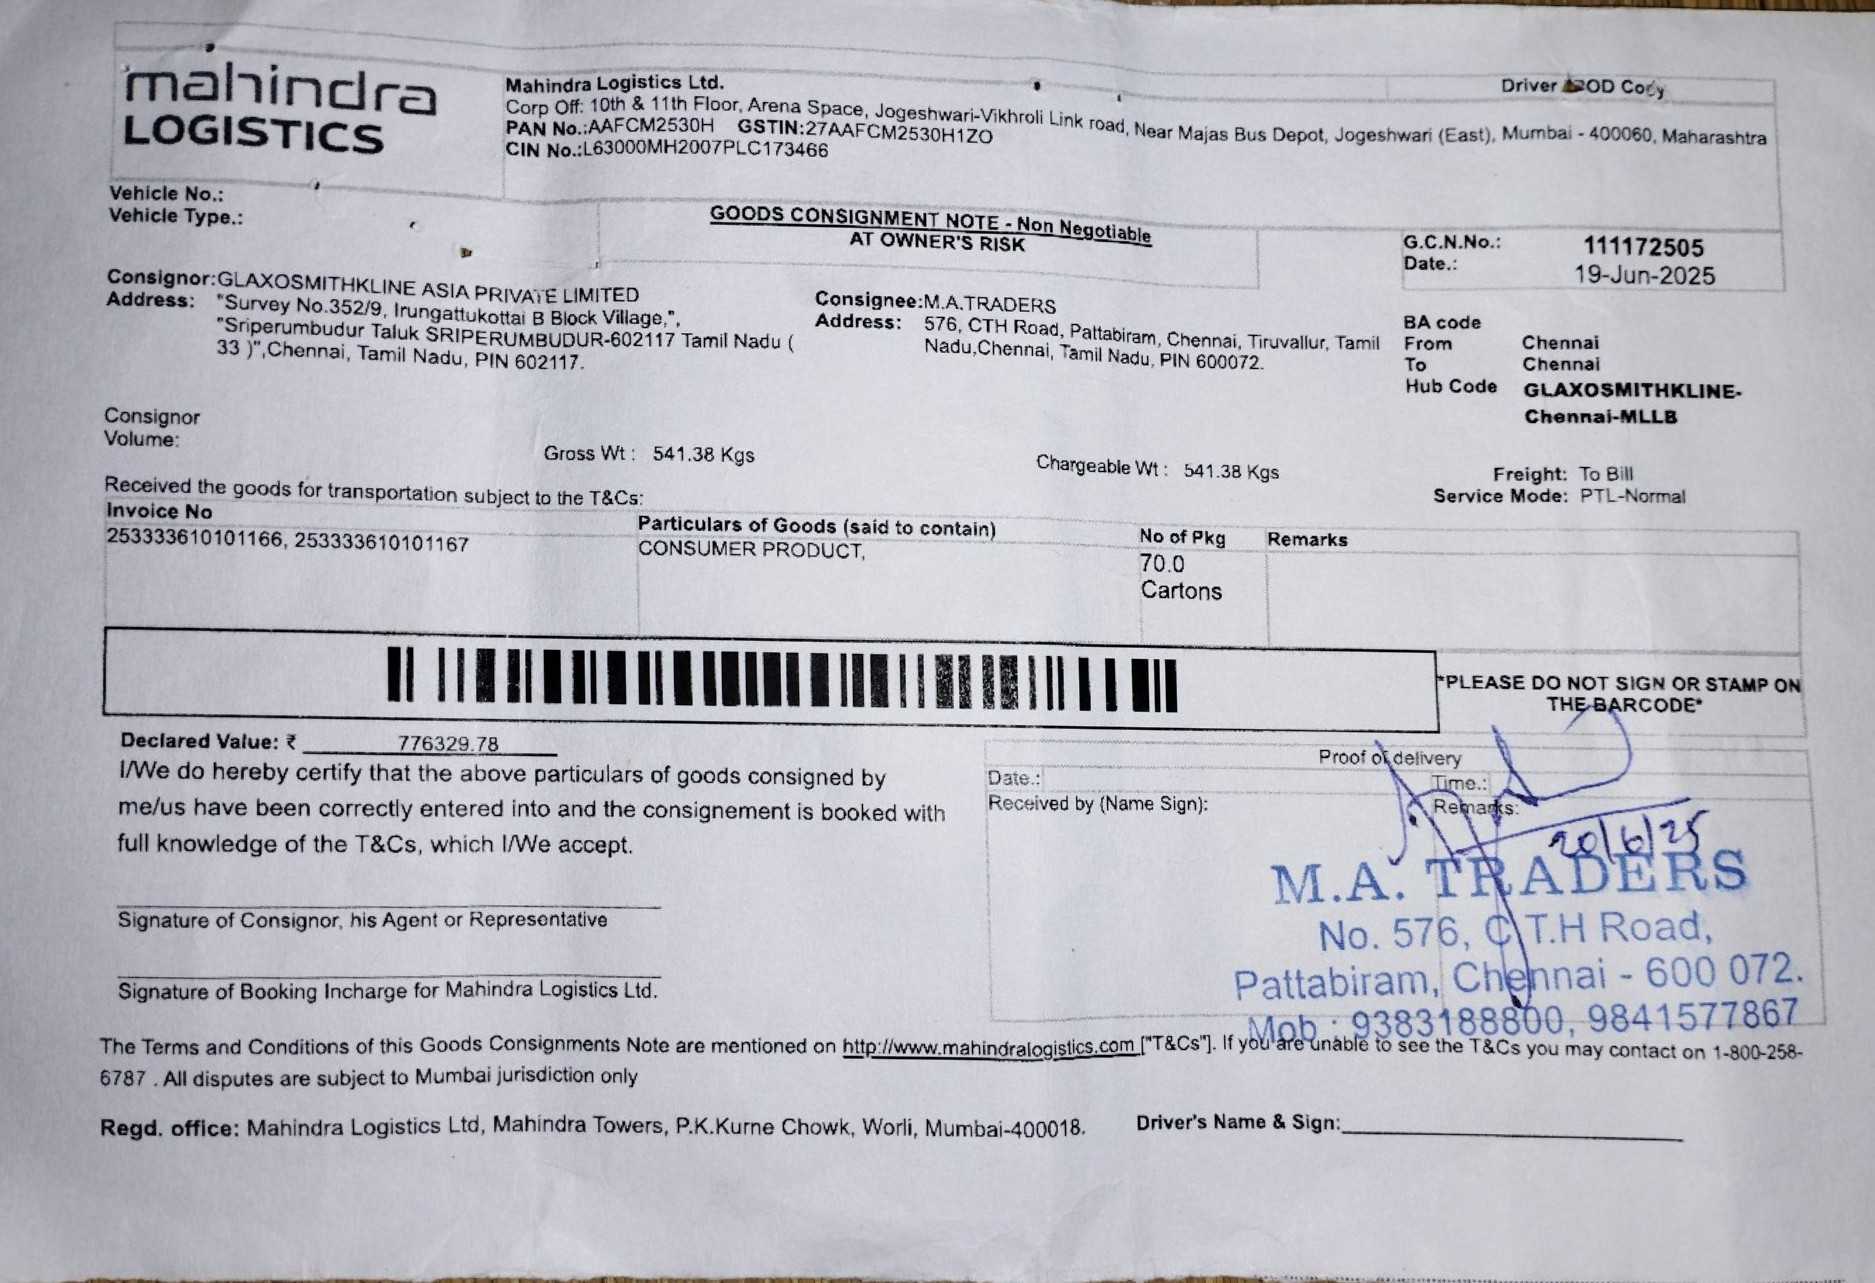 mahindra
LOGISTICS
Mahindra Logistics Ltd.
Corp Off: 10th & 11th Floor, Arena Space, Jogeshwari-Vikhroli Link road, Near Majas Bus Depot, Jogeshwari (East), Mumbai - 400060, Maharashtra
PAN No.:AAFCM2530H GSTIN:27AAFCM2530H1ZO
CIN No.:L63000MH2007PLC173466
Driver POD Copy
Vehicle No.:
Vehicle Type.:
GOODS CONSIGNMENT NOTE - Non Negotiable
AT OWNER'S RISK
G.C.N.No.: 111172505
Date.: 19-Jun-2025
Consignor:GLAXOSMITHKLINE ASIA PRIVATE LIMITED
Address: "Survey No.352/9, Irungattukottai B Block Village,",
"Sriperumbudur Taluk SRIPERUMBUDUR-602117 Tamil Nadu (
33 )",Chennai, Tamil Nadu, PIN 602117.
Consignee:M.A.TRADERS
Address: 576, CTH Road, Pattabiram, Chennai, Tiruvallur, Tamil
Nadu,Chennai, Tamil Nadu, PIN 600072.
BA code
From Chennai
To Chennai
Hub Code GLAXOSMITHKLINE-
Chennai-MLLB
Consignor
Volume:
Gross Wt : 541.38 Kgs
Chargeable Wt : 541.38 Kgs
Freight: To Bill
Service Mode: PTL-Normal
Received the goods for transportation subject to the T&Cs:
Invoice No
253333610101166, 253333610101167
Particulars of Goods (said to contain)
CONSUMER PRODUCT,
No of Pkg
70.0
Cartons
Remarks
*PLEASE DO NOT SIGN OR STAMP ON
THE BARCODE*
Declared Value: ₹ 776329.78
I/We do hereby certify that the above particulars of goods consigned by
me/us have been correctly entered into and the consignement is booked with
full knowledge of the T&Cs, which I/We accept.
Signature of Consignor, his Agent or Representative
Signature of Booking Incharge for Mahindra Logistics Ltd.
Proof of delivery
Date.:
Time.:
Received by (Name Sign):
Remarks:
20/6/25
M.A. TRADERS
No. 576, C.T.H Road,
Pattabiram, Chennai - 600 072.
Mob : 9383188800, 9841577867
The Terms and Conditions of this Goods Consignments Note are mentioned on http://www.mahindralogistics.com ["T&Cs"]. If you are unable to see the T&Cs you may contact on 1-800-258-
6787 . All disputes are subject to Mumbai jurisdiction only
Regd. office: Mahindra Logistics Ltd, Mahindra Towers, P.K.Kurne Chowk, Worli, Mumbai-400018.
Driver's Name & Sign: